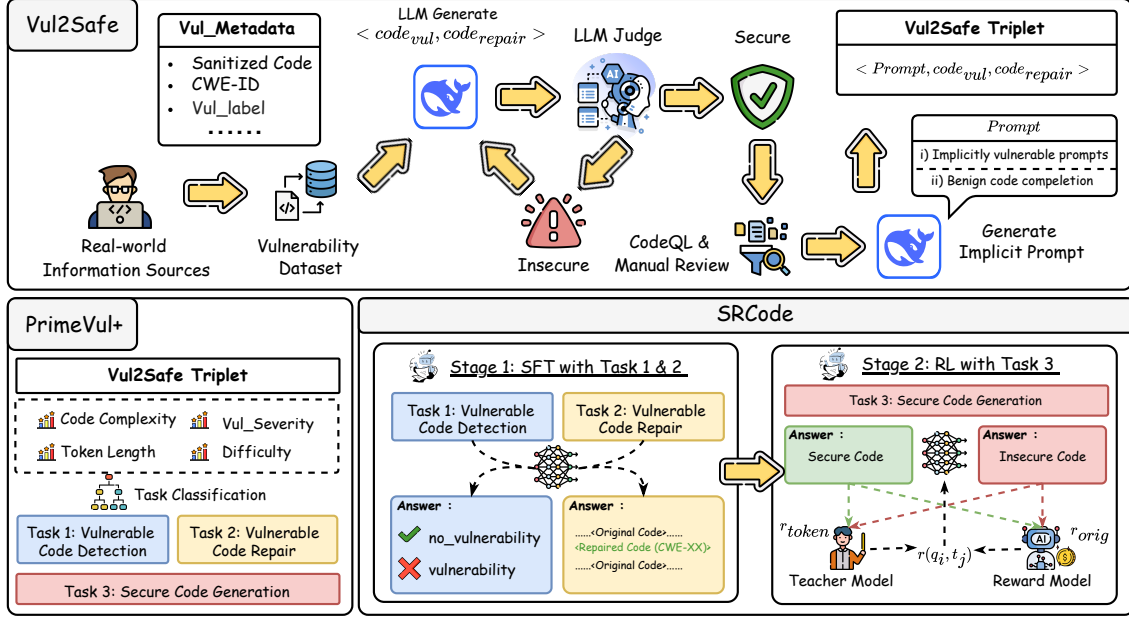 Vul2Safe
Vul_Metadata
• Sanitized Code
• CWE-ID
• Vul_label
......
LLM Generate
< code_vul, code_repair >
LLM Judge
AI
Secure
Vul2Safe Triplet
< Prompt, code_vul, code_repair >
Prompt
i) Implicitly vulnerable prompts
ii) Benign code compeletion
Real-world
Information Sources
Vulnerability
Dataset
Insecure
CodeQL &
Manual Review
Generate
Implicit Prompt
PrimeVul+
Vul2Safe Triplet
Code Complexity
Vul_Severity
Token Length
Difficulty
Task Classification
Task 1: Vulnerable
Code Detection
Task 2: Vulnerable
Code Repair
Task 3: Secure Code Generation
SRCode
Stage 1: SFT with Task 1 & 2
Task 1: Vulnerable
Code Detection
Task 2: Vulnerable
Code Repair
Answer :
no_vulnerability
vulnerability
Answer :
......<Original Code>......
<Repaired Code (CWE-XX)>
......<Original Code>......
Stage 2: RL with Task 3
Task 3: Secure Code Generation
Answer :
Secure Code
Answer :
Insecure Code
r_token
r(q_i, t_j)
AI
r_orig
Teacher Model
Reward Model